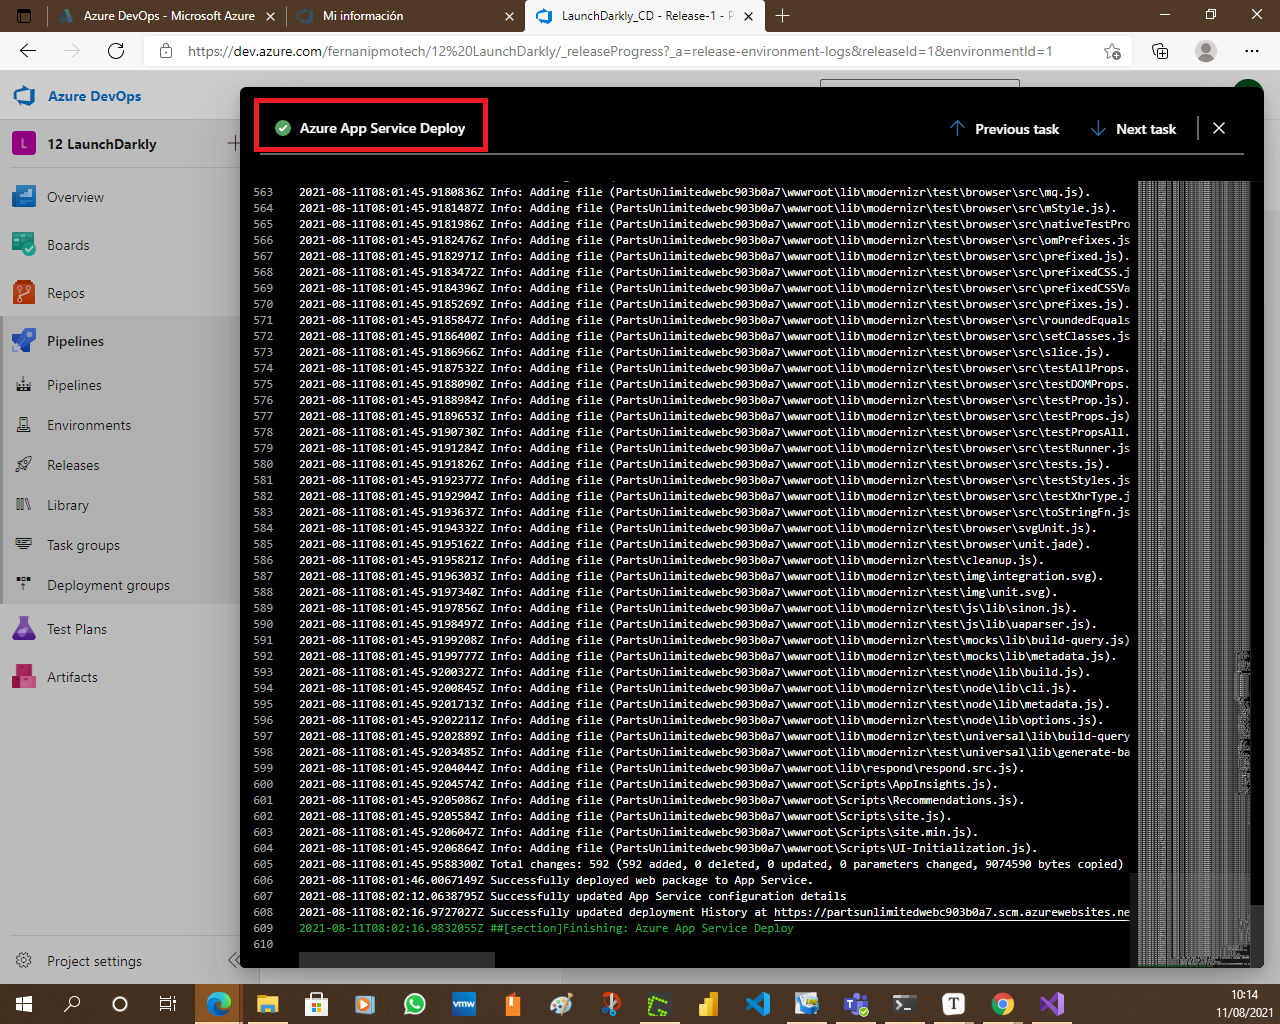 Azure DevOps - Microsoft Azure
Mi información
LaunchDarkly_CD - Release-1 - P
https://dev.azure.com/fernanipmotech/12%20LaunchDarkly/_releaseProgress?_a=release-environment-logs&releaseId=1&environmentId=1
Azure DevOps
L 12 LaunchDarkly
Overview
Boards
Repos
Pipelines
Pipelines
Environments
Releases
Library
Task groups
Deployment groups
Test Plans
Artifacts
Project settings
Azure App Service Deploy
Previous task
Next task
563 2021-08-11T08:01:45.9180836Z Info: Adding file (PartsUnlimitedwebc903b0a7\wwwroot\lib\modernizr\test\browser\src\mq.js).
564 2021-08-11T08:01:45.9181487Z Info: Adding file (PartsUnlimitedwebc903b0a7\wwwroot\lib\modernizr\test\browser\src\mStyle.js).
565 2021-08-11T08:01:45.9181986Z Info: Adding file (PartsUnlimitedwebc903b0a7\wwwroot\lib\modernizr\test\browser\src\nativeTestPro
566 2021-08-11T08:01:45.9182476Z Info: Adding file (PartsUnlimitedwebc903b0a7\wwwroot\lib\modernizr\test\browser\src\omPrefixes.js
567 2021-08-11T08:01:45.9182971Z Info: Adding file (PartsUnlimitedwebc903b0a7\wwwroot\lib\modernizr\test\browser\src\prefixed.js).
568 2021-08-11T08:01:45.9183472Z Info: Adding file (PartsUnlimitedwebc903b0a7\wwwroot\lib\modernizr\test\browser\src\prefixedCSS.j
569 2021-08-11T08:01:45.9184396Z Info: Adding file (PartsUnlimitedwebc903b0a7\wwwroot\lib\modernizr\test\browser\src\prefixedCSSVa
570 2021-08-11T08:01:45.9185269Z Info: Adding file (PartsUnlimitedwebc903b0a7\wwwroot\lib\modernizr\test\browser\src\prefixes.js).
571 2021-08-11T08:01:45.9185847Z Info: Adding file (PartsUnlimitedwebc903b0a7\wwwroot\lib\modernizr\test\browser\src\roundedEquals
572 2021-08-11T08:01:45.9186400Z Info: Adding file (PartsUnlimitedwebc903b0a7\wwwroot\lib\modernizr\test\browser\src\setClasses.js
573 2021-08-11T08:01:45.9186966Z Info: Adding file (PartsUnlimitedwebc903b0a7\wwwroot\lib\modernizr\test\browser\src\slice.js).
574 2021-08-11T08:01:45.9187532Z Info: Adding file (PartsUnlimitedwebc903b0a7\wwwroot\lib\modernizr\test\browser\src\testAllProps.
575 2021-08-11T08:01:45.9188090Z Info: Adding file (PartsUnlimitedwebc903b0a7\wwwroot\lib\modernizr\test\browser\src\testDOMProps.
576 2021-08-11T08:01:45.9188984Z Info: Adding file (PartsUnlimitedwebc903b0a7\wwwroot\lib\modernizr\test\browser\src\testProp.js).
577 2021-08-11T08:01:45.9189653Z Info: Adding file (PartsUnlimitedwebc903b0a7\wwwroot\lib\modernizr\test\browser\src\testProps.js)
578 2021-08-11T08:01:45.9190730Z Info: Adding file (PartsUnlimitedwebc903b0a7\wwwroot\lib\modernizr\test\browser\src\testPropsAll.
579 2021-08-11T08:01:45.9191284Z Info: Adding file (PartsUnlimitedwebc903b0a7\wwwroot\lib\modernizr\test\browser\src\testRunner.js
580 2021-08-11T08:01:45.9191826Z Info: Adding file (PartsUnlimitedwebc903b0a7\wwwroot\lib\modernizr\test\browser\src\tests.js).
581 2021-08-11T08:01:45.9192377Z Info: Adding file (PartsUnlimitedwebc903b0a7\wwwroot\lib\modernizr\test\browser\src\testStyles.js
582 2021-08-11T08:01:45.9192904Z Info: Adding file (PartsUnlimitedwebc903b0a7\wwwroot\lib\modernizr\test\browser\src\testXhrType.j
583 2021-08-11T08:01:45.9193637Z Info: Adding file (PartsUnlimitedwebc903b0a7\wwwroot\lib\modernizr\test\browser\src\toStringFn.js
584 2021-08-11T08:01:45.9194332Z Info: Adding file (PartsUnlimitedwebc903b0a7\wwwroot\lib\modernizr\test\browser\svgUnit.js).
585 2021-08-11T08:01:45.9195162Z Info: Adding file (PartsUnlimitedwebc903b0a7\wwwroot\lib\modernizr\test\browser\unit.jade).
586 2021-08-11T08:01:45.9195821Z Info: Adding file (PartsUnlimitedwebc903b0a7\wwwroot\lib\modernizr\test\cleanup.js).
587 2021-08-11T08:01:45.9196303Z Info: Adding file (PartsUnlimitedwebc903b0a7\wwwroot\lib\modernizr\test\img\integration.svg).
588 2021-08-11T08:01:45.9197340Z Info: Adding file (PartsUnlimitedwebc903b0a7\wwwroot\lib\modernizr\test\img\unit.svg).
589 2021-08-11T08:01:45.9197856Z Info: Adding file (PartsUnlimitedwebc903b0a7\wwwroot\lib\modernizr\test\js\lib\sinon.js).
590 2021-08-11T08:01:45.9198497Z Info: Adding file (PartsUnlimitedwebc903b0a7\wwwroot\lib\modernizr\test\js\lib\uaparser.js).
591 2021-08-11T08:01:45.9199208Z Info: Adding file (PartsUnlimitedwebc903b0a7\wwwroot\lib\modernizr\test\mocks\lib\build-query.js)
592 2021-08-11T08:01:45.9199777Z Info: Adding file (PartsUnlimitedwebc903b0a7\wwwroot\lib\modernizr\test\mocks\lib\metadata.js).
593 2021-08-11T08:01:45.9200327Z Info: Adding file (PartsUnlimitedwebc903b0a7\wwwroot\lib\modernizr\test\node\lib\build.js).
594 2021-08-11T08:01:45.9200845Z Info: Adding file (PartsUnlimitedwebc903b0a7\wwwroot\lib\modernizr\test\node\lib\cli.js).
595 2021-08-11T08:01:45.9201713Z Info: Adding file (PartsUnlimitedwebc903b0a7\wwwroot\lib\modernizr\test\node\lib\metadata.js).
596 2021-08-11T08:01:45.9202211Z Info: Adding file (PartsUnlimitedwebc903b0a7\wwwroot\lib\modernizr\test\node\lib\options.js).
597 2021-08-11T08:01:45.9202889Z Info: Adding file (PartsUnlimitedwebc903b0a7\wwwroot\lib\modernizr\test\universal\lib\build-query
598 2021-08-11T08:01:45.9203485Z Info: Adding file (PartsUnlimitedwebc903b0a7\wwwroot\lib\modernizr\test\universal\lib\generate-ba
599 2021-08-11T08:01:45.9204044Z Info: Adding file (PartsUnlimitedwebc903b0a7\wwwroot\lib\respond\respond.src.js).
600 2021-08-11T08:01:45.9204574Z Info: Adding file (PartsUnlimitedwebc903b0a7\wwwroot\Scripts\AppInsights.js).
601 2021-08-11T08:01:45.9205086Z Info: Adding file (PartsUnlimitedwebc903b0a7\wwwroot\Scripts\Recommendations.js).
602 2021-08-11T08:01:45.9205584Z Info: Adding file (PartsUnlimitedwebc903b0a7\wwwroot\Scripts\site.js).
603 2021-08-11T08:01:45.9206047Z Info: Adding file (PartsUnlimitedwebc903b0a7\wwwroot\Scripts\site.min.js).
604 2021-08-11T08:01:45.9206864Z Info: Adding file (PartsUnlimitedwebc903b0a7\wwwroot\Scripts\UI-Initialization.js).
605 2021-08-11T08:01:45.9588300Z Total changes: 592 (592 added, 0 deleted, 0 updated, 0 parameters changed, 9074590 bytes copied)
606 2021-08-11T08:01:46.0067149Z Successfully deployed web package to App Service.
607 2021-08-11T08:02:12.0638795Z Successfully updated App Service configuration details
608 2021-08-11T08:02:16.9727027Z Successfully updated deployment History at https://partsunlimitedwebc903b0a7.scm.azurewebsites.ne
609 2021-08-11T08:02:16.9832055Z ##[section]Finishing: Azure App Service Deploy
610
vmw
T
10:14
11/08/2021